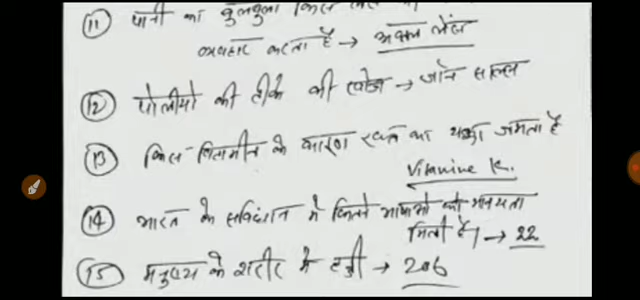 11 पानी का बुलबुला किस
व्यवहार करता है → अवतल लेंस
12 पोलीयो की टीके की खोज → जॉन साल्ल
13 किस विटामीन के कारण रक्त का थक्का जमता है
Vitamine K.
14 भारत के संविधान मे कितने भाषाओ को मान्यता
मिली है। → 22
15 मनुष्य के शरीर मे हड्डी → 206